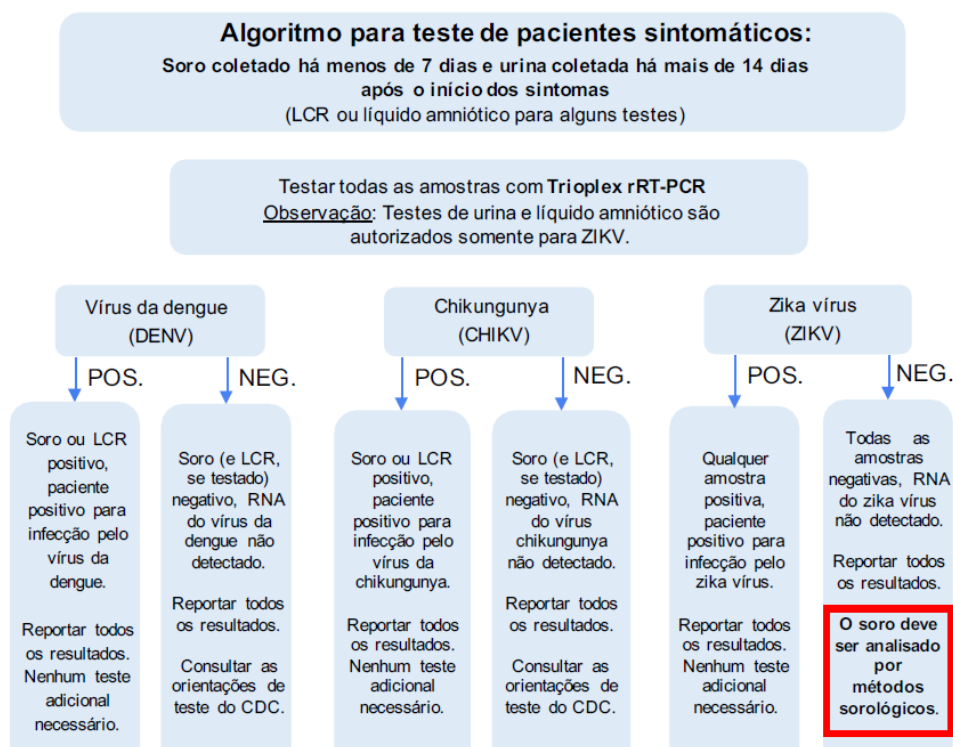 Algoritmo para teste de pacientes sintomáticos:
Soro coletado há menos de 7 dias e urina coletada há mais de 14 dias
após o início dos sintomas
(LCR ou líquido amniótico para alguns testes)
Testar todas as amostras com Trioplex rRT-PCR
Observação: Testes de urina e líquido amniótico são
autorizados somente para ZIKV.
Vírus da dengue
(DENV)
POS.
NEG.
Soro ou LCR
positivo,
paciente
positivo para
infecção pelo
vírus da
dengue.
Reportar todos
os resultados.
Nenhum teste
adicional
necessário.
Soro (e LCR,
se testado)
negativo, RNA
do vírus da
dengue não
detectado.
Reportar todos
os resultados.
Consultar as
orientações de
teste do CDC.
Chikungunya
(CHIKV)
POS.
NEG.
Soro ou LCR
positivo,
paciente
positivo para
infecção pelo
vírus da
chikungunya.
Reportar todos
os resultados.
Nenhum teste
adicional
necessário.
Soro (e LCR,
se testado)
negativo, RNA
do vírus
chikungunya
não detectado.
Reportar todos
os resultados.
Consultar as
orientações de
teste do CDC.
Zika vírus
(ZIKV)
POS.
NEG.
Qualquer
amostra
positiva,
paciente
positivo para
infecção pelo
zika vírus.
Reportar todos
os resultados.
Nenhum teste
adicional
necessário.
Todas as
amostras
negativas, RNA
do zika vírus
não detectado.
Reportar todos
os resultados.
O soro deve
ser analisado
por
métodos
sorológicos.